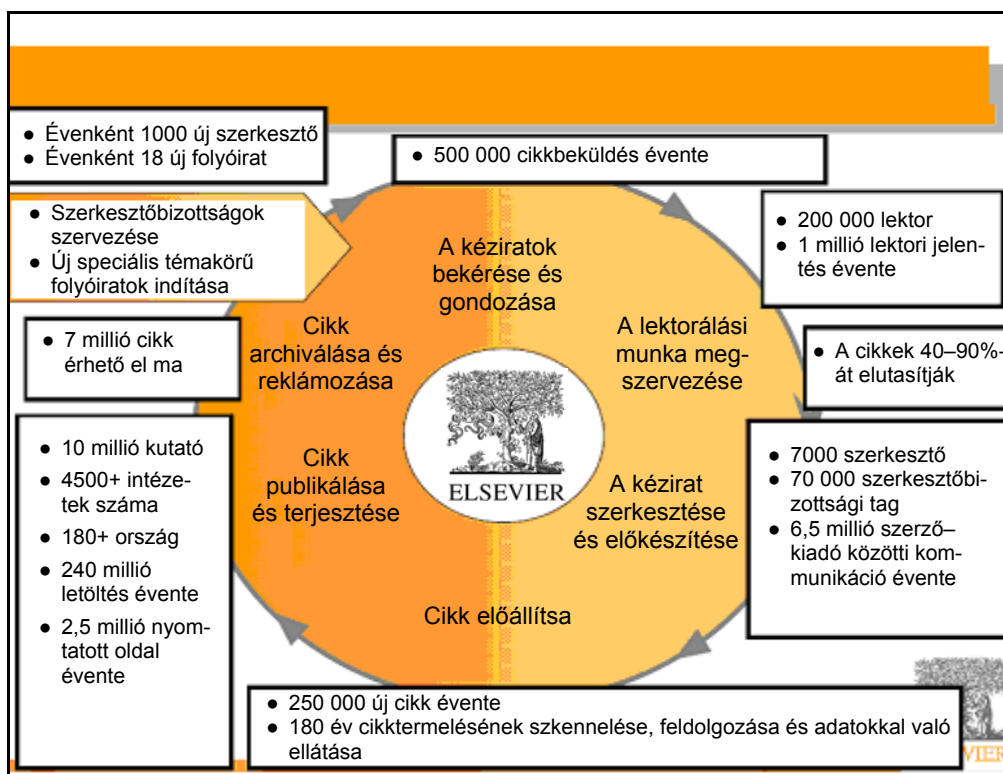 ● Évenként 1000 új szerkesztő
● Évenként 18 új folyóirat
● 500 000 cikkbeküldés évente
● Szerkesztőbizottságok
szervezése
● Új speciális témakörű
folyóiratok indítása
● 200 000 lektor
● 1 millió lektori jelen-
tés évente
A kéziratok
bekérése és
gondozása
● 7 millió cikk
érhető el ma
Cikk
archiválása és
reklámozása
A lektorálási
munka meg-
szervezése
● A cikkek 40–90%-
át elutasítják
● 10 millió kutató
● 4500+ intéze-
tek száma
● 180+ ország
● 240 millió
letöltés évente
● 2,5 millió nyom-
tatott oldal
évente
Cikk
publikálása
és terjesztése
ELSEVIER
A kézirat
szerkesztése
és előkészítése
● 7000 szerkesztő
● 70 000 szerkesztőbi-
zottsági tag
● 6,5 millió szerző–
kiadó közötti kom-
munikáció évente
Cikk előállítsa
● 250 000 új cikk évente
● 180 év cikktermelésének szkennelése, feldolgozása és adatokkal való
ellátása
VIER